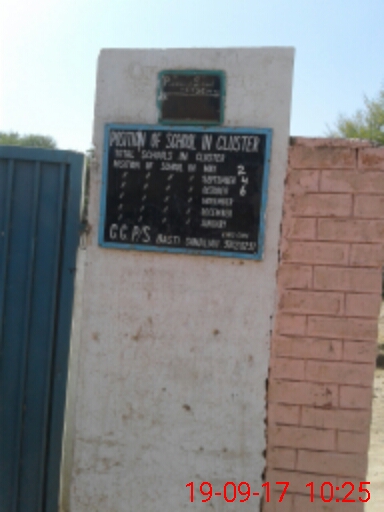 POSITION OF SCHOOL IN CLUSTER
TOTAL SCHOOLS IN CLUSTER
POSITION OF SCHOOL IN MAY 2
SEPTEMBER 4
OCTOBER 6
NOVEMBER
DECEMBER
JANUARY
G.G.P/S BASTI
19-09-17 10:25